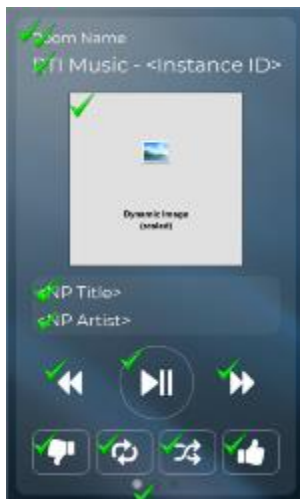 Room Name
RTI Music - <Instance ID>
Dynamic Image
(scaled)
<NP Title>
<NP Artist>